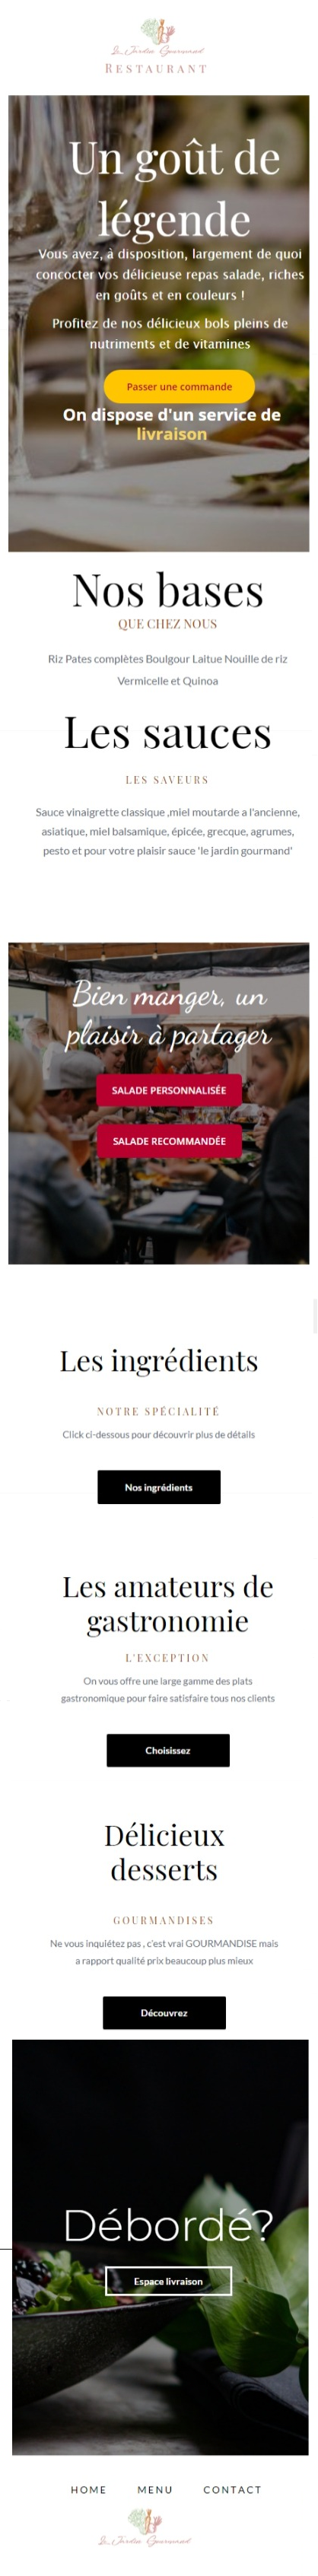 Le Jardin Gourmand
RESTAURANT
Un goût de
légende
Vous avez, à disposition, largement de quoi
concocter vos délicieuse repas salade, riches
en goûts et en couleurs !
Profitez de nos délicieux bols pleins de
nutriments et de vitamines
Passer une commande
On dispose d'un service de
livraison
Nos bases
QUE CHEZ NOUS
Riz Pates complètes Boulgour Laitue Nouille de riz
Vermicelle et Quinoa
Les sauces
LES SAVEURS
Sauce vinaigrette classique ,miel moutarde a l'ancienne,
asiatique, miel balsamique, épicée, grecque, agrumes,
pesto et pour votre plaisir sauce 'le jardin gourmand'
Bien manger, un
plaisir à partager
SALADE PERSONNALISÉE
SALADE RECOMMANDÉE
Les ingrédients
NOTRE SPÉCIALITÉ
Click ci-dessous pour découvrir plus de détails
Nos ingrédients
Les amateurs de
gastronomie
L'EXCEPTION
On vous offre une large gamme des plats
gastronomique pour faire satisfaire tous nos clients
Choisissez
Délicieux
desserts
GOURMANDISES
Ne vous inquiétez pas , c'est vrai GOURMANDISE mais
a rapport qualité prix beaucoup plus mieux
Découvrez
Débordé?
Espace livraison
HOME MENU CONTACT
Le Jardin Gourmand